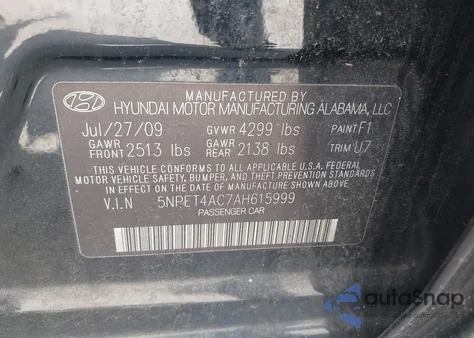 MANUFACTURED BY
HYUNDAI MOTOR MANUFACTURING ALABAMA, LLC
Jul/27/09 GVWR 4299 lbs PAINT F1
GAWR FRONT 2513 lbs GAWR REAR 2138 lbs TRIM U7
THIS VEHICLE CONFORMS TO ALL APPLICABLE U.S.A. FEDERAL
MOTOR VEHICLE SAFETY, BUMPER, AND THEFT PREVENTION STANDARDS
IN EFFECT ON THE DATE OF MANUFACTURE SHOWN ABOVE.
V.I.N 5NPET4AC7AH615999
PASSENGER CAR
autoSnap